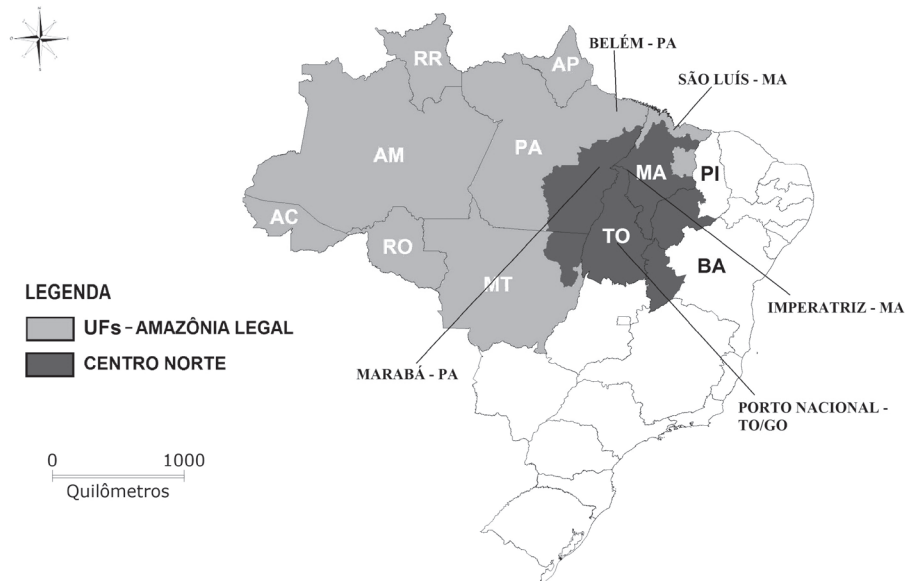 BELÉM - PA
SÃO LUÍS - MA
RR
AP
AM
PA
MA
PI
AC
RO
TO
MT
BA
LEGENDA
UFs - AMAZÔNIA LEGAL
CENTRO NORTE
IMPERATRIZ - MA
MARABÁ - PA
PORTO NACIONAL -
TO/GO
0 1000
Quilômetros